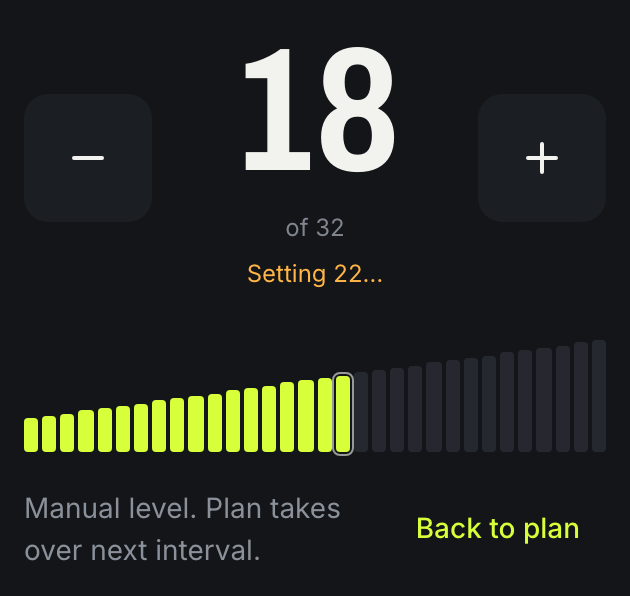 18
of 32
Setting 22...
Manual level. Plan takes
over next interval.
Back to plan